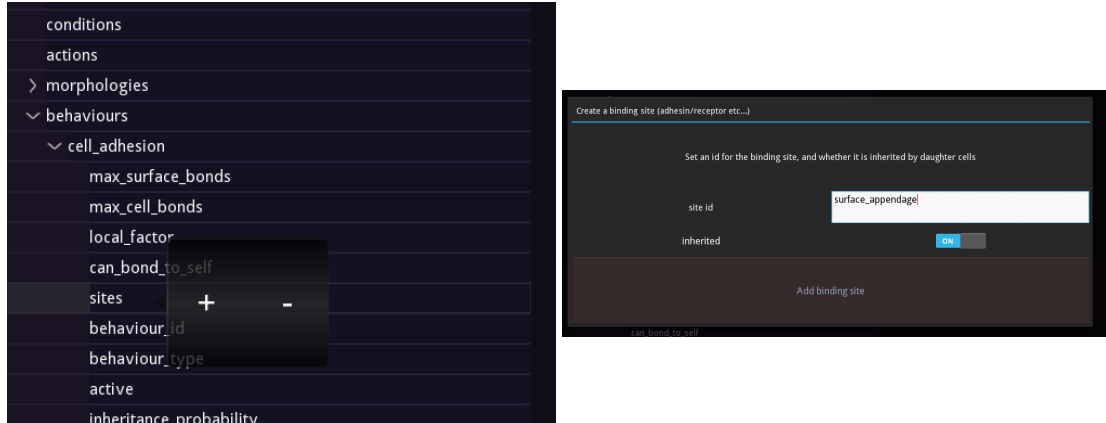 conditions
actions
morphologies
behaviours
cell_adhesion
max_surface_bonds
max_cell_bonds
local_factor
can_bond_to_self
sites
+ -
behaviour_id
behaviour_type
active
inheritance_probability
Create a binding site (adhesin/receptor etc...)
Set an id for the binding site, and whether it is inherited by daughter cells
site id
surface_appendage
inherited
ON
Add binding site
can_bond_to_self